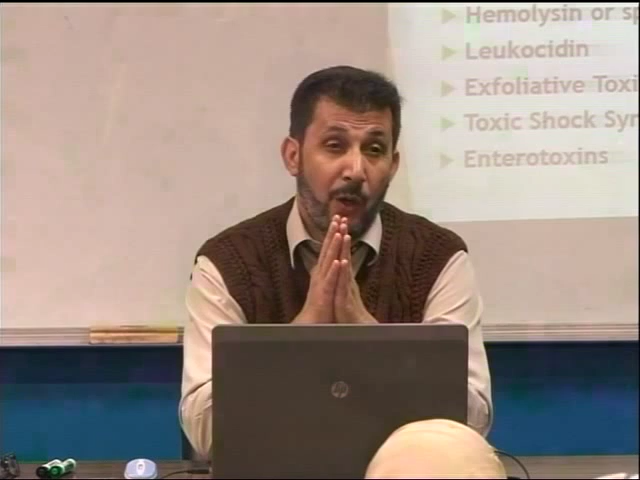 Hemolysin or
Leukocidin
Exfoliative
Toxic Shock
Enterotoxins
hp